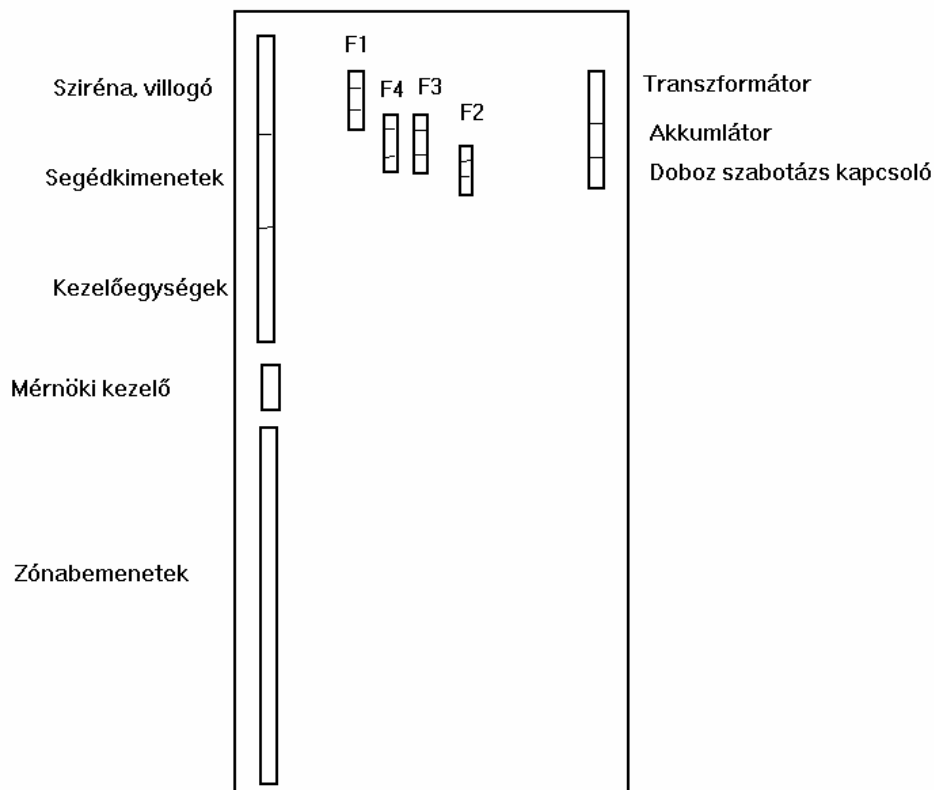 F1
Sziréna, villogó
F4
F3
F2
Transzformátor
Akkumlátor
Segédkimenetek
Doboz szabotázs kapcsoló
Kezelőegységek
Mérnöki kezelő
Zónabemenetek